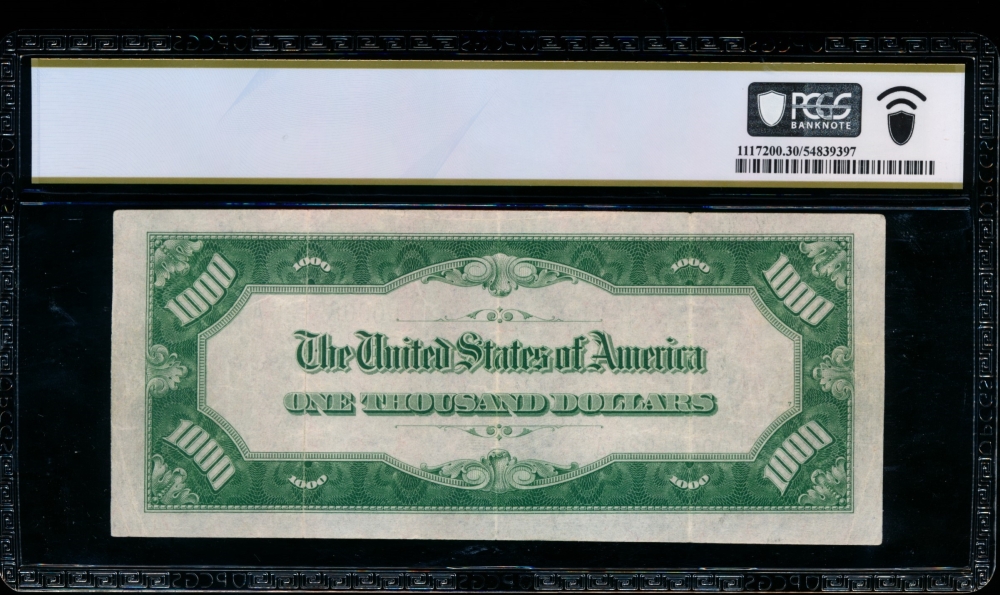 PCGS
BANKNOTE
1117200.30/54839397
1000 1000 1000 1000
The United States of America
ONE THOUSAND DOLLARS
1000 1000 1000 1000